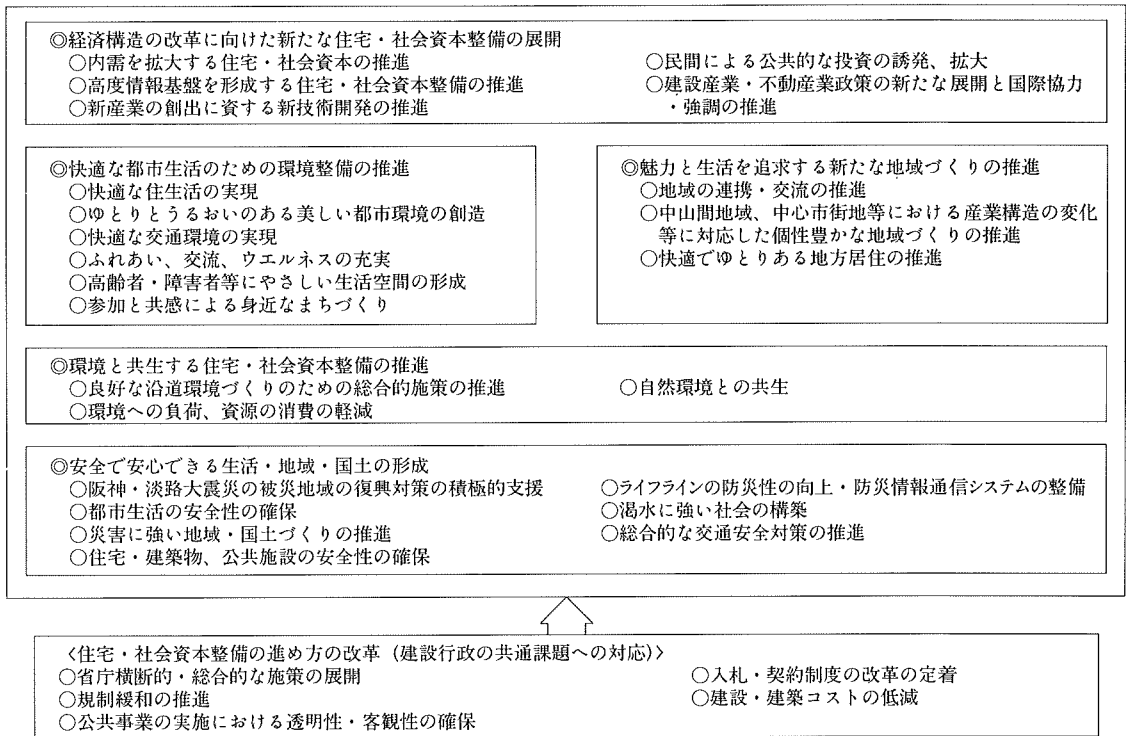 ◎経済構造の改革に向けた新たな住宅・社会資本整備の展開
○内需を拡大する住宅・社会資本の推進
○高度情報基盤を形成する住宅・社会資本整備の推進
○新産業の創出に資する新技術開発の推進
○民間による公共的な投資の誘発、拡大
○建設産業・不動産業政策の新たな展開と国際協力
・強調の推進
◎快適な都市生活のための環境整備の推進
○快適な住生活の実現
○ゆとりとうるおいのある美しい都市環境の創造
○快適な交通環境の実現
○ふれあい、交流、ウエルネスの充実
○高齢者・障害者等にやさしい生活空間の形成
○参加と共感による身近なまちづくり
◎魅力と生活を追求する新たな地域づくりの推進
○地域の連携・交流の推進
○中山間地域、中心市街地等における産業構造の変化
等に対応した個性豊かな地域づくりの推進
○快適でゆとりある地方居住の推進
◎環境と共生する住宅・社会資本整備の推進
○良好な沿道環境づくりのための総合的施策の推進
○環境への負荷、資源の消費の軽減
○自然環境との共生
◎安全で安心できる生活・地域・国土の形成
○阪神・淡路大震災の被災地域の復興対策の積極的支援
○都市生活の安全性の確保
○災害に強い地域・国土づくりの推進
○住宅・建築物、公共施設の安全性の確保
○ライフラインの防災性の向上・防災情報通信システムの整備
○渇水に強い社会の構築
○総合的な交通安全対策の推進
〈住宅・社会資本整備の進め方の改革（建設行政の共通課題への対応）〉
○省庁横断的・総合的な施策の展開
○規制緩和の推進
○公共事業の実施における透明性・客観性の確保
○入札・契約制度の改革の定着
○建設・建築コストの低減